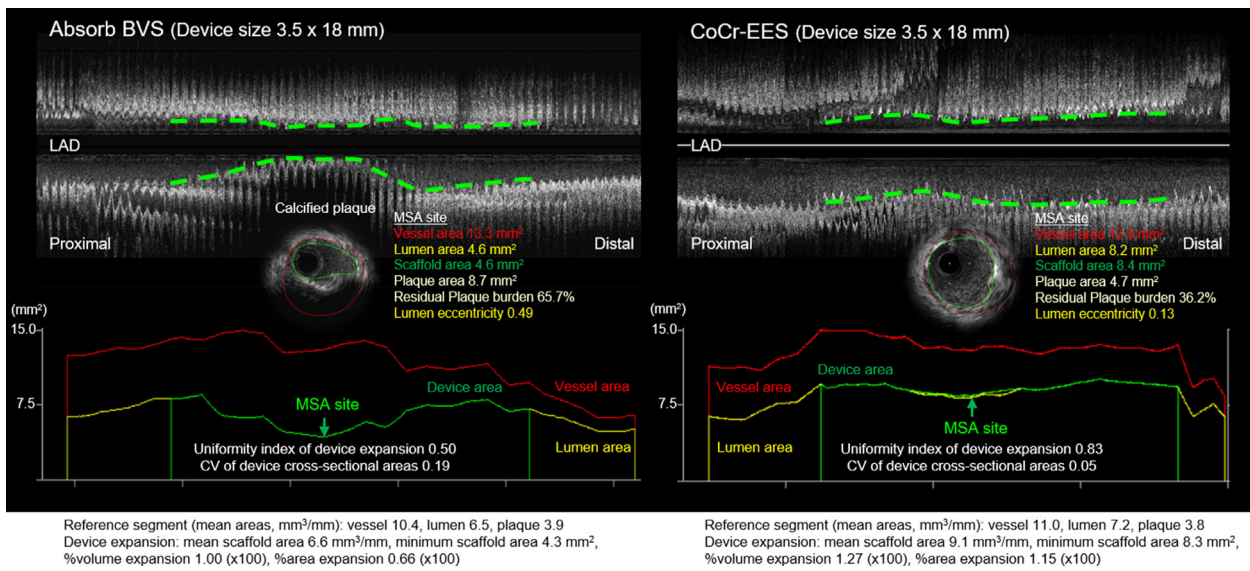 Absorb BVS (Device size 3.5 x 18 mm)
LAD
Calcified plaque
Proximal
Distal
MSA site
Vessel area 13.3 mm²
Lumen area 4.6 mm²
Scaffold area 4.6 mm²
Plaque area 8.7 mm²
Residual Plaque burden 65.7%
Lumen eccentricity 0.49
(mm²)
15.0
7.5
Device area
Vessel area
MSA site
Lumen area
Uniformity index of device expansion 0.50
CV of device cross-sectional areas 0.19
Reference segment (mean areas, mm³/mm): vessel 10.4, lumen 6.5, plaque 3.9
Device expansion: mean scaffold area 6.6 mm³/mm, minimum scaffold area 4.3 mm²,
%volume expansion 1.00 (x100), %area expansion 0.66 (x100)
CoCr-EES (Device size 3.5 x 18 mm)
LAD
Proximal
Distal
MSA site
Vessel area 12.9 mm²
Lumen area 8.2 mm²
Scaffold area 8.4 mm²
Plaque area 4.7 mm²
Residual Plaque burden 36.2%
Lumen eccentricity 0.13
(mm²)
15.0
7.5
Device area
Vessel area
MSA site
Lumen area
Uniformity index of device expansion 0.83
CV of device cross-sectional areas 0.05
Reference segment (mean areas, mm³/mm): vessel 11.0, lumen 7.2, plaque 3.8
Device expansion: mean scaffold area 9.1 mm³/mm, minimum scaffold area 8.3 mm²,
%volume expansion 1.27 (x100), %area expansion 1.15 (x100)